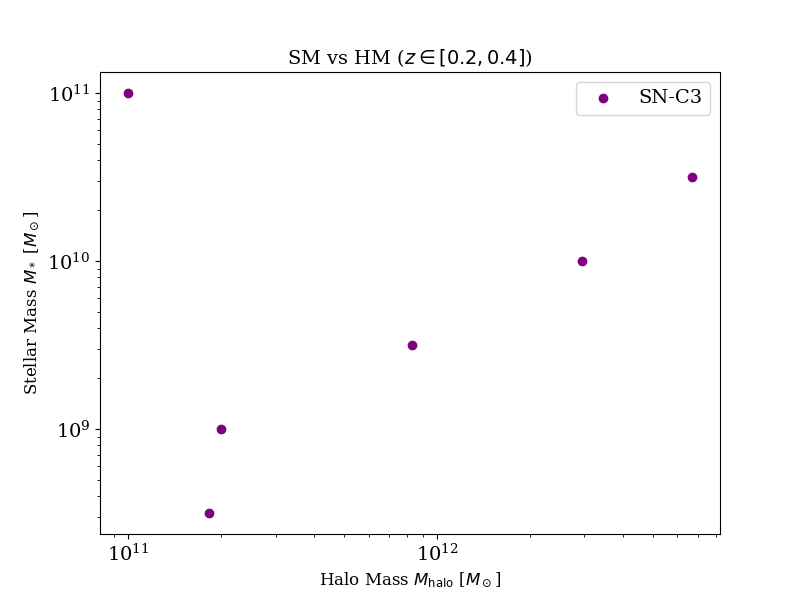 SM vs HM (z ∈ [0.2, 0.4])
SN-C3
Stellar Mass M_* [M_⊙]
10^11
10^10
10^9
10^11 10^12
Halo Mass M_halo [M_⊙]